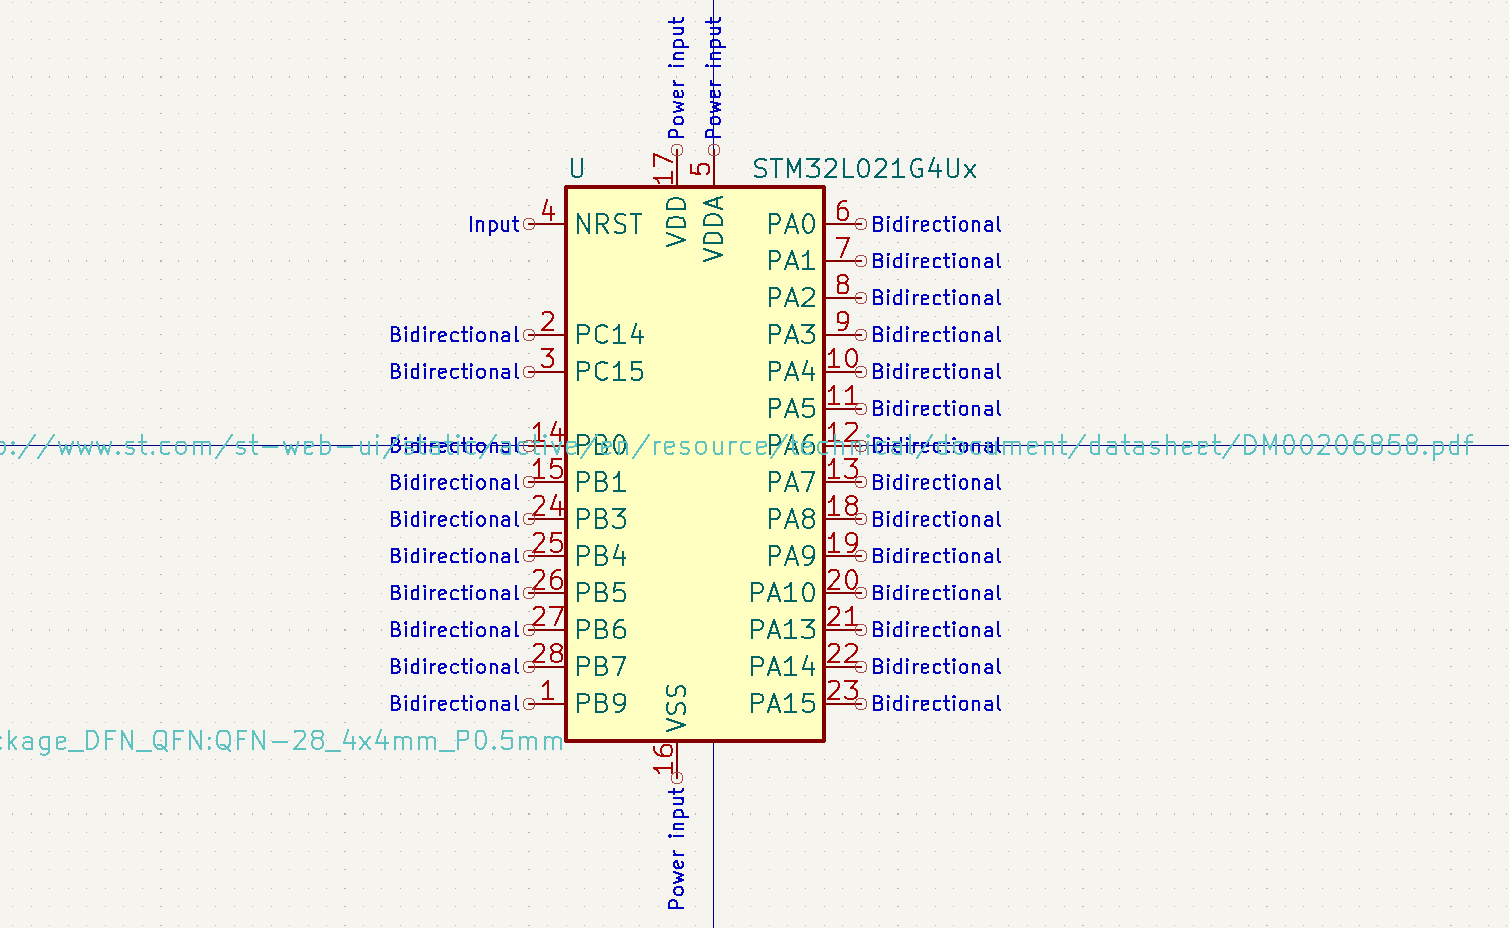 Power input Power input
17 5
U STM32L021G4Ux
VDD VDDA
Input 4 NRST PA0 6 Bidirectional
PA1 7 Bidirectional
PA2 8 Bidirectional
Bidirectional 2 PC14 PA3 9 Bidirectional
Bidirectional 3 PC15 PA4 10 Bidirectional
PA5 11 Bidirectional
Bidirectional 14 PB0 PA6 12 Bidirectional
p://www.st.com/st-web-ui/static/active/en/resource/technical/document/datasheet/DM00206858.pdf
Bidirectional 15 PB1 PA7 13 Bidirectional
Bidirectional 24 PB3 PA8 18 Bidirectional
Bidirectional 25 PB4 PA9 19 Bidirectional
Bidirectional 26 PB5 PA10 20 Bidirectional
Bidirectional 27 PB6 PA13 21 Bidirectional
Bidirectional 28 PB7 PA14 22 Bidirectional
Bidirectional 1 PB9 PA15 23 Bidirectional
VSS
ckage_DFN_QFN:QFN-28_4x4mm_P0.5mm
16
Power input